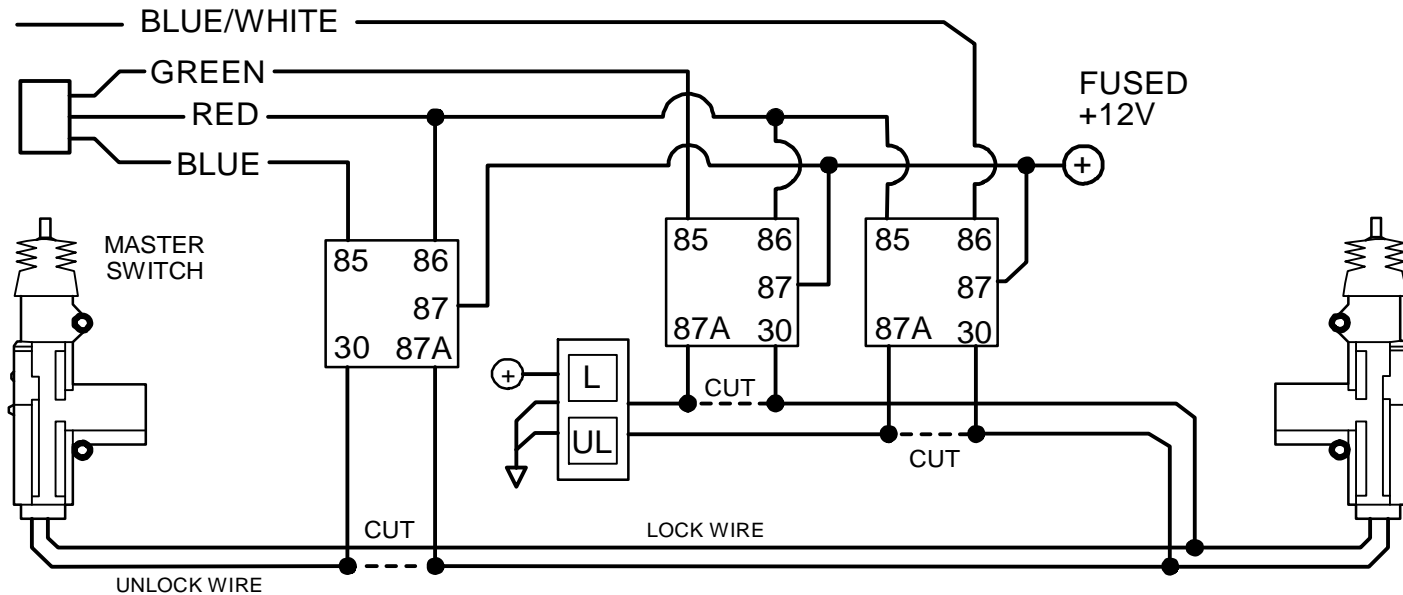 BLUE/WHITE
GREEN
RED
BLUE
FUSED
+12V
+
MASTER
SWITCH
85 86
87
30 87A
85 86
87
87A 30
85 86
87
87A 30
+
L
UL
CUT
CUT
CUT
LOCK WIRE
UNLOCK WIRE